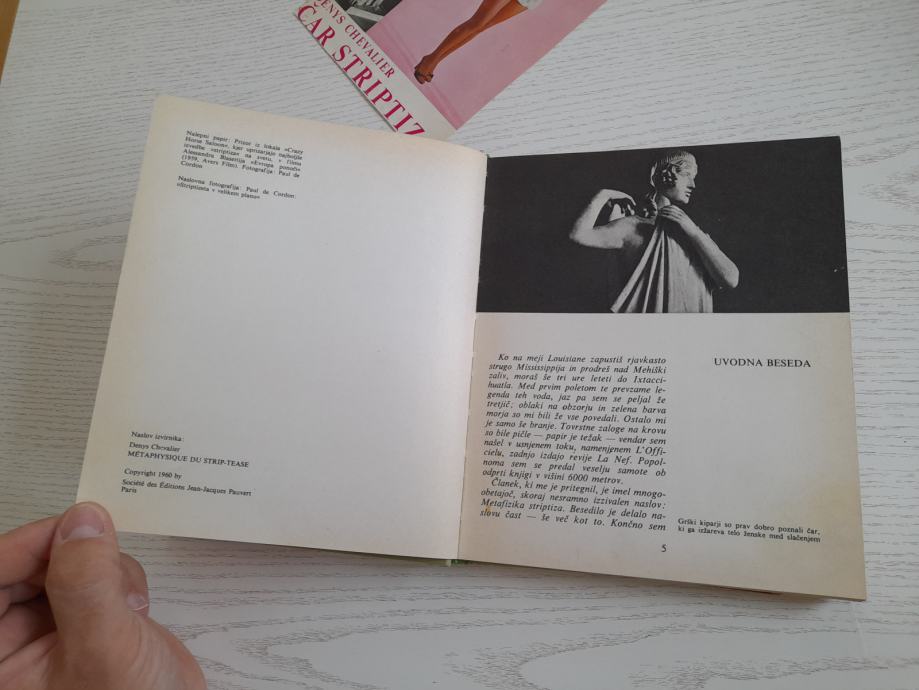 DENYS CHEVALIER
ČAR STRIPTIZ
Nalepni papir: Prizor iz lokala »Crazy
Horse Saloon«, kjer uprizarjajo najboljše
izvedbe »striptiza« na svetu, v filmu
Alessandra Blasettija »Evropa ponoči«
(1959, Avers Film). Fotografija: Paul de
Cordon
Naslovna fotografija: Paul de Cordon:
»Striptizeta v velikem planu«
Naslov izvirnika:
Denys Chevalier
MÉTAPHYSIQUE DU STRIP-TEASE
Copyright 1960 by
Société des Éditions Jean-Jacques Pauvert
Paris
UVODNA BESEDA
Ko na meji Louisiane zapustiš rjavkasto
strugo Mississippija in prodreš nad Mehiški
zaliv, moraš še tri ure leteti do Ixtacci-
huatla. Med prvim poletom te prevzame le-
genda teh voda, jaz pa sem se peljal že
tretjič; oblaki na obzorju in zelena barva
morja so mi bili že vse povedali. Ostalo mi
je samo še branje. Tovrstne zaloge na krovu
so bile pičle — papir je težak — vendar sem
našel v usnjenem toku, namenjenem L'Offi-
cielu, zadnjo izdajo revije La Nef. Popol-
noma sem se predal veselju samote ob
odprti knjigi v višini 6000 metrov.
Članek, ki me je pritegnil, je imel mnogo-
obetajoč, skoraj nesramno izzivalen naslov:
Metafizika striptiza. Besedilo je delalo na-
slovu čast — še več kot to. Končno sem
Grški kiparji so prav dobro poznali čar,
ki ga izžareva telo ženske med slačenjem
5